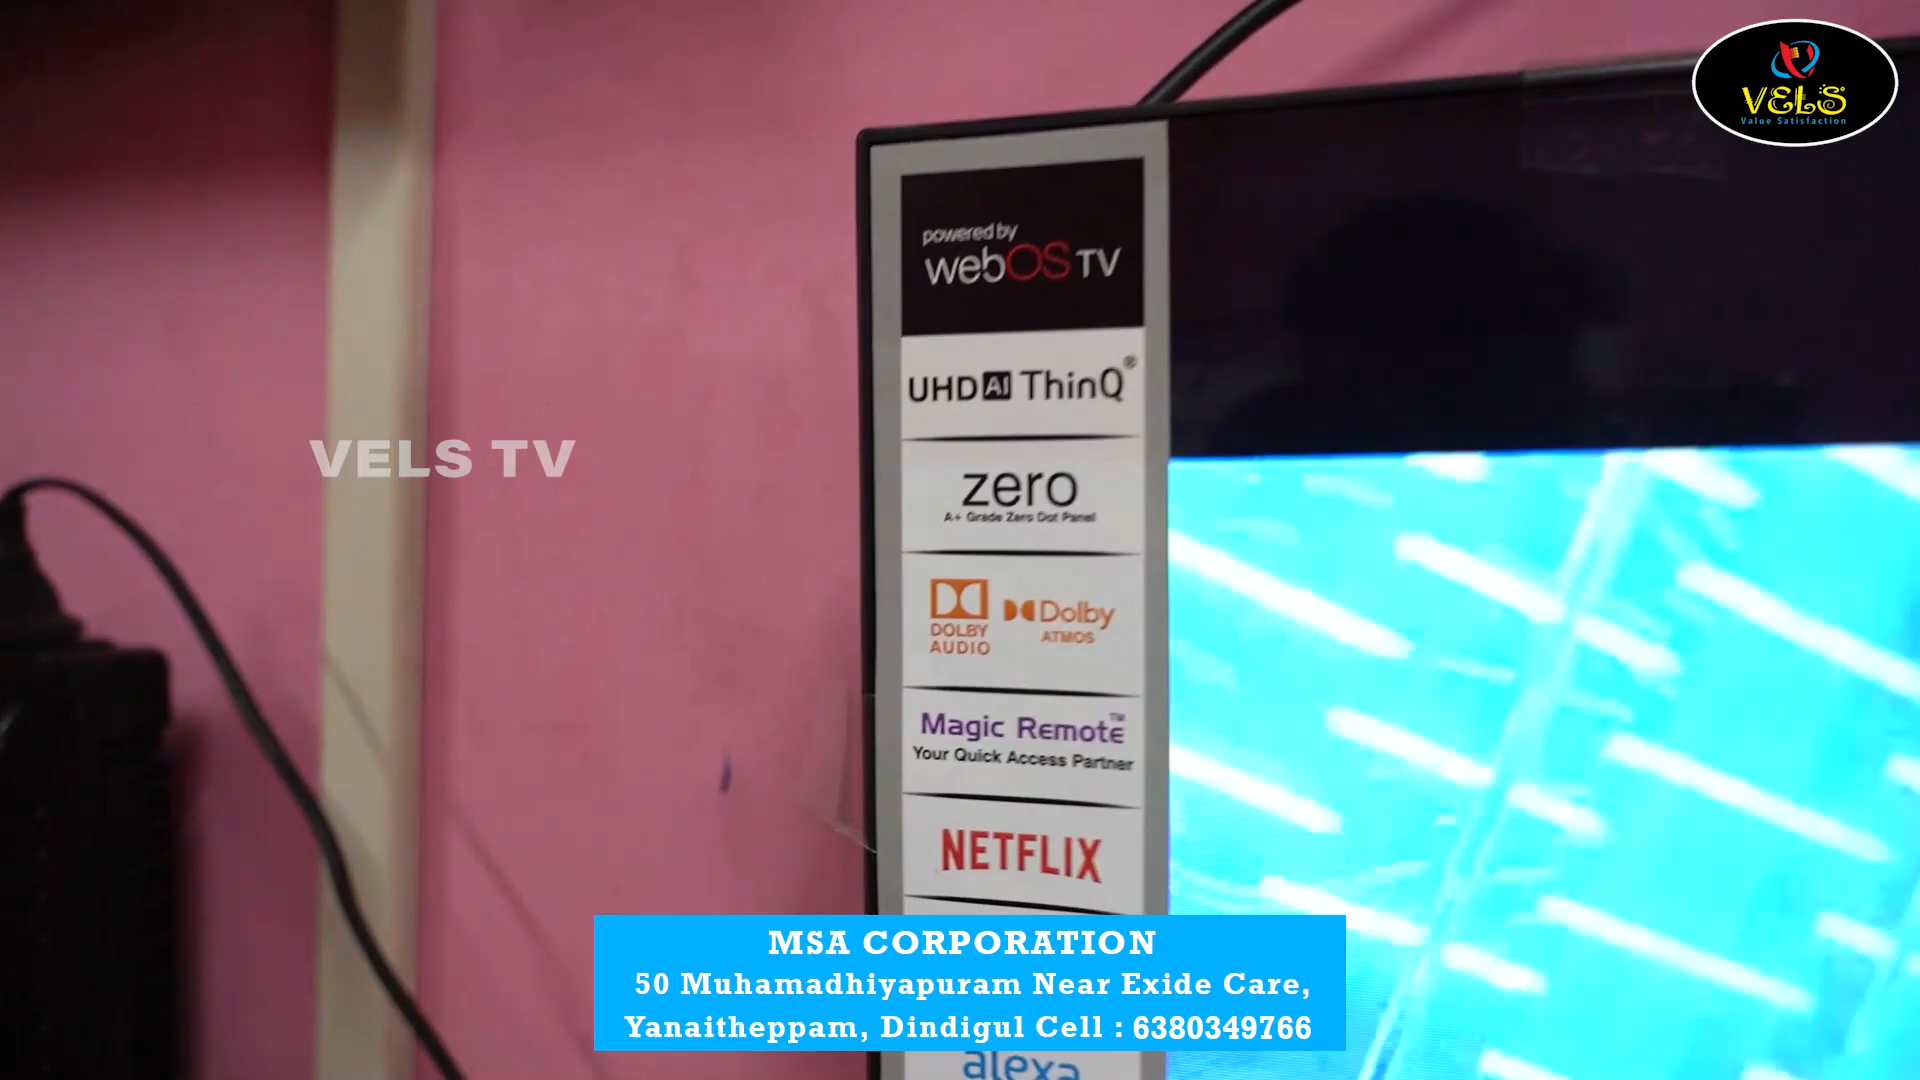 VELS
Value Satisfaction
powered by
webOS TV
UHD AI ThinQ®
zero
A+ Grade Zero Dot Panel
VELS TV
DOLBY AUDIO
Dolby ATMOS
Magic Remote™
Your Quick Access Partner
NETFLIX
MSA CORPORATION
50 Muhamadhiyapuram Near Exide Care,
Yanaitheppam, Dindigul Cell : 6380349766
alexa